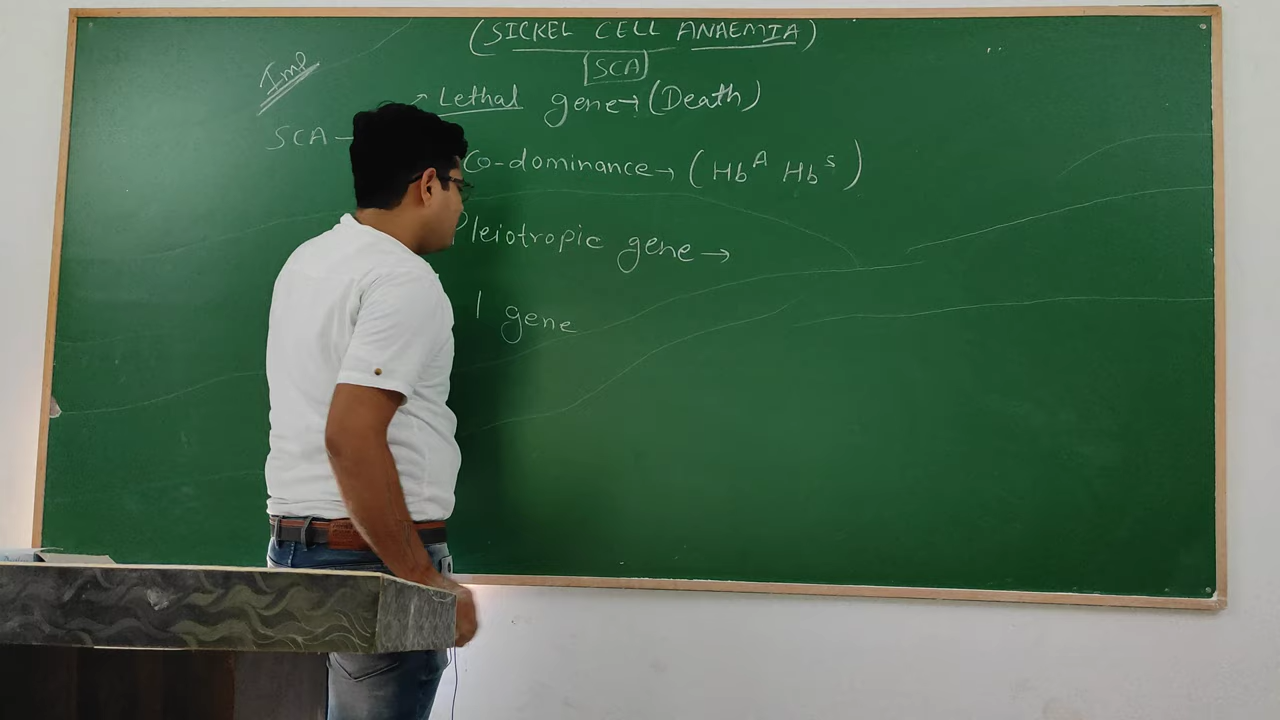 (SICKEL CELL ANAEMIA)
SCA
Imp
Lethal gene → (Death)
SCA —
Co-dominance → (Hb^A Hb^S)
Pleiotropic gene →
1 gene